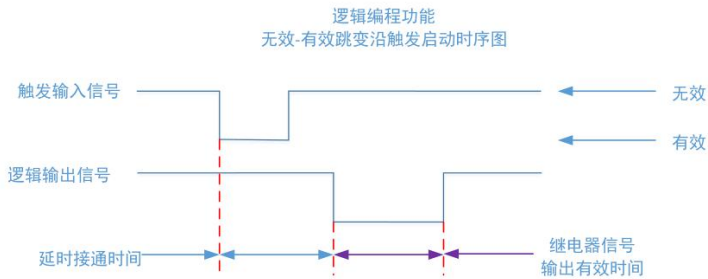 逻辑编程功能
无效-有效跳变沿触发启动时序图
触发输入信号
无效
有效
逻辑输出信号
延时接通时间
继电器信号
输出有效时间